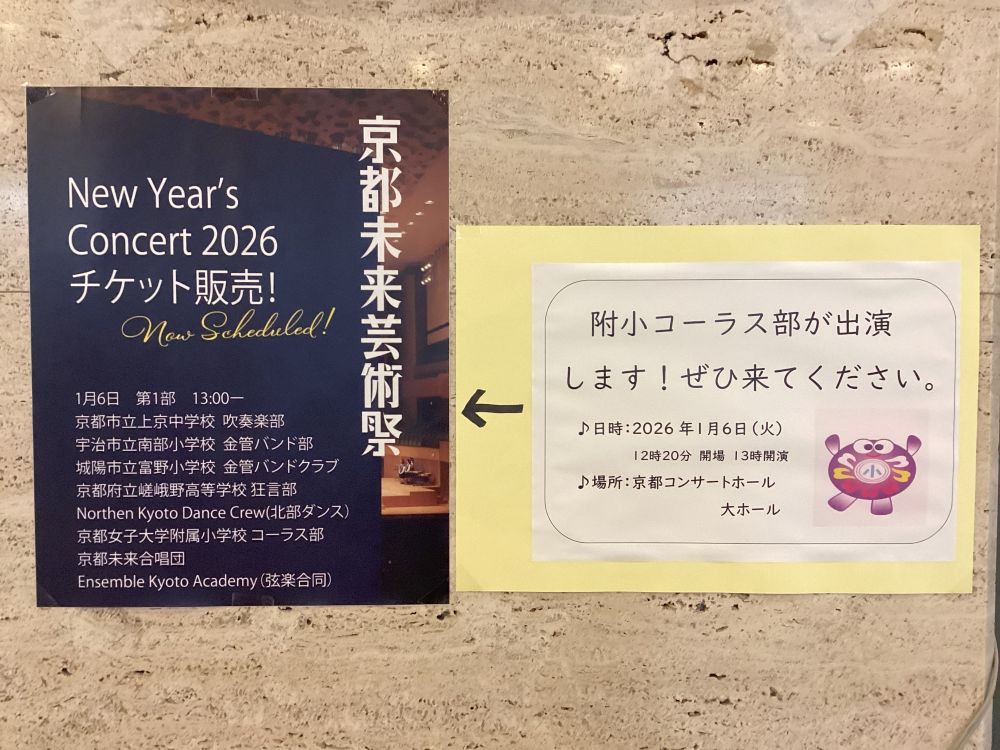 京都未来芸術祭
New Year's
Concert 2026
チケット販売!
Now Scheduled!
1月6日　第1部　13:00ー
京都市立上京中学校 吹奏楽部
宇治市立南部小学校 金管バンド部
城陽市立富野小学校 金管バンドクラブ
京都府立嵯峨野高等学校 狂言部
Northen Kyoto Dance Crew(北部ダンス)
京都女子大学附属小学校 コーラス部
京都未来合唱団
Ensemble Kyoto Academy(弦楽合同)
附小コーラス部が出演
します！ぜひ来てください。
♪日時：2026年1月6日（火）
12時20分 開場 13時開演
♪場所：京都コンサートホール
大ホール
小